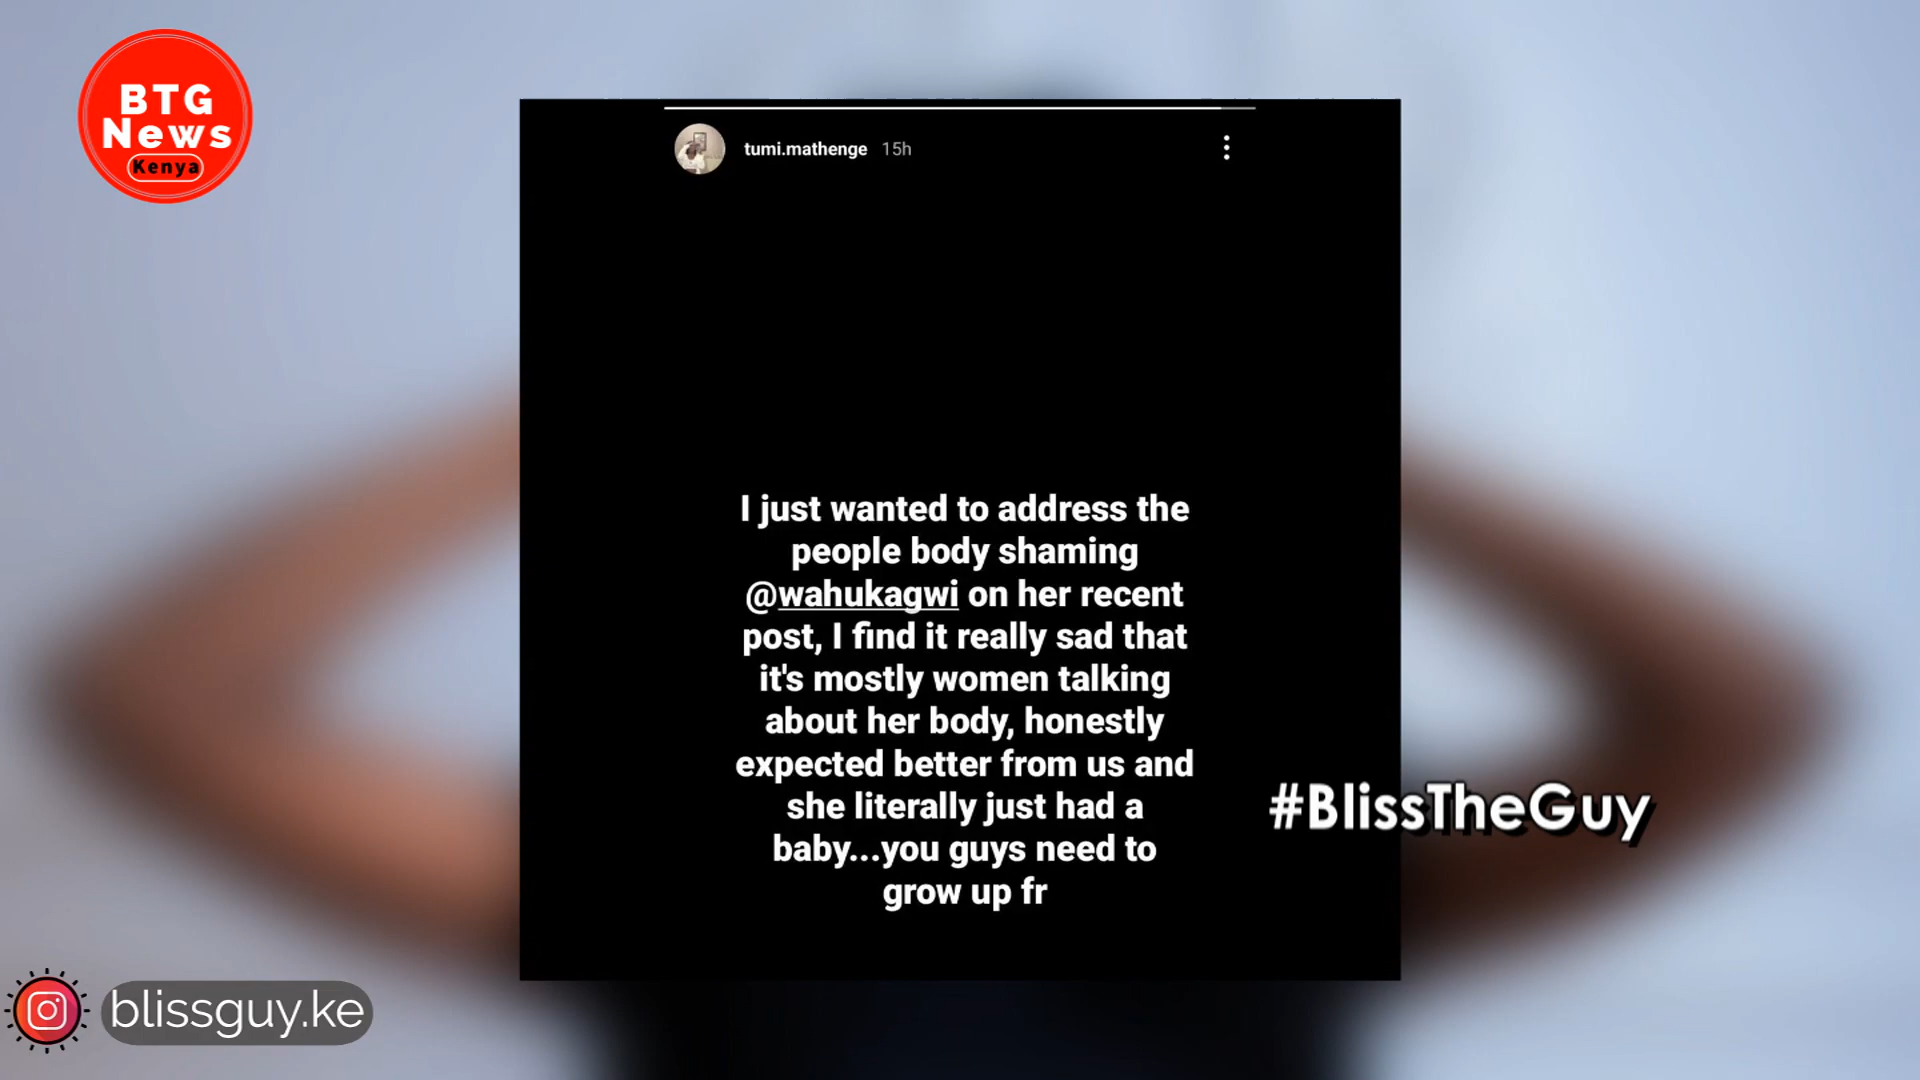 BTG
News
Kenya
tumi.mathenge 15h
I just wanted to address the
people body shaming
@wahukagwi on her recent
post, I find it really sad that
it's mostly women talking
about her body, honestly
expected better from us and
she literally just had a
baby...you guys need to
grow up fr
#BlissTheGuy
blissguy.ke